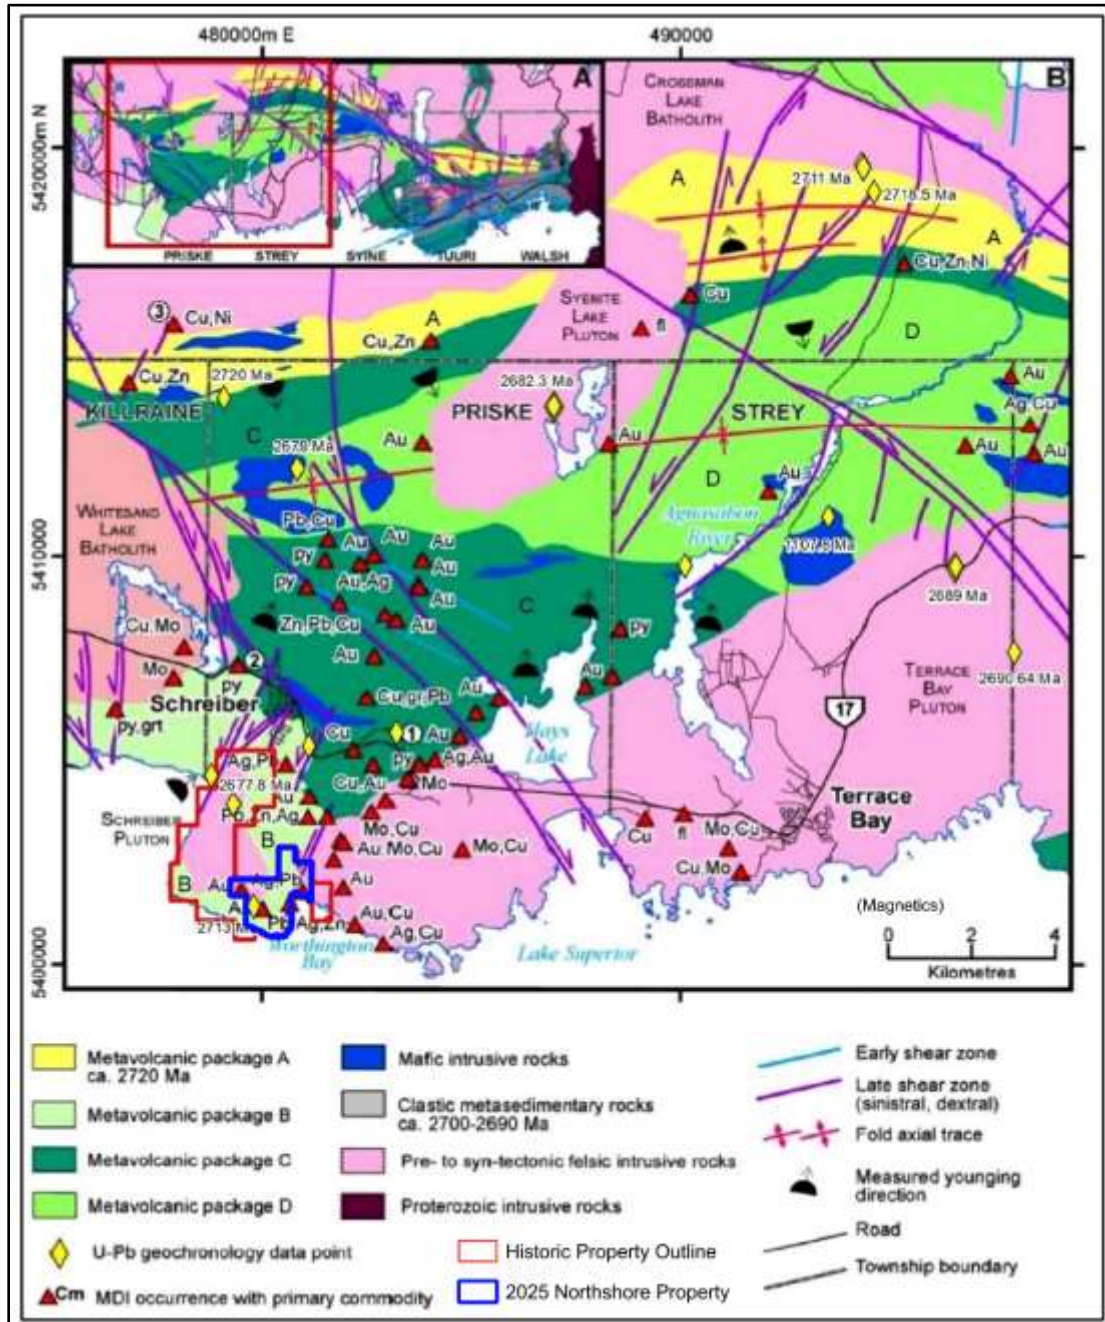 480000m E
490000
A
B
CROSSMAN
LAKE
BATHOLITH
5420000m N
A
2711 Ma
2718.5 Ma
A
PRISKE
STREY
SYINE
TUURI
WALSH
Cu,Zn,Ni
Cu
SYENITE
LAKE
PLUTON
3
Cu,Ni
fl
A
D
Cu,Zn
Cu,Zn
2720 Ma
2682.3 Ma
Au
KILLRAINE
PRISKE
STREY
Ag,Cu
C
Au
Au
Au
Au
2678 Ma
D
Au
WHITESAND
LAKE
BATHOLITH
Pb,Cu
Aguasabon
River
py
Au
Au
Au
1107.6 Ma
5410000
Au
py
Au,Ag
2689 Ma
Au
C
Zn,Pb,Cu
Au
py
Cu,Mo
Au
2690.64 Ma
Mo
2
py
Au
TERRACE
BAY
PLUTON
Schreiber
Cu,gr,Pb
Au
17
py,grt
Cu
1
Au
Hays
Lake
py
Ag,Au
2677.8 Ma
Cu,Au
Mo
Au
Terrace
Bay
SCHREIBER
PLUTON
Pb,Zn,Ag
Mo,Cu
Cu
fl
Mo,Cu
B
Au
Mo,Cu
Mo,Cu
Cu,Mo
B
Au
Ag,Pb
Au
(Magnetics)
Au,Cu
0 2 4
2713 M
Pb,Ag,Zn
Ag,Cu
Worthington
Bay
Lake Superior
Kilometres
5400000
Metavolcanic package A
ca. 2720 Ma
Mafic intrusive rocks
Early shear zone
Metavolcanic package B
Clastic metasedimentary rocks
ca. 2700-2690 Ma
Late shear zone
(sinistral, dextral)
Fold axial trace
Metavolcanic package C
Pre- to syn-tectonic felsic intrusive rocks
Measured younging
direction
Metavolcanic package D
Proterozoic intrusive rocks
Road
U-Pb geochronology data point
Historic Property Outline
Township boundary
Cm MDI occurrence with primary commodity
2025 Northshore Property